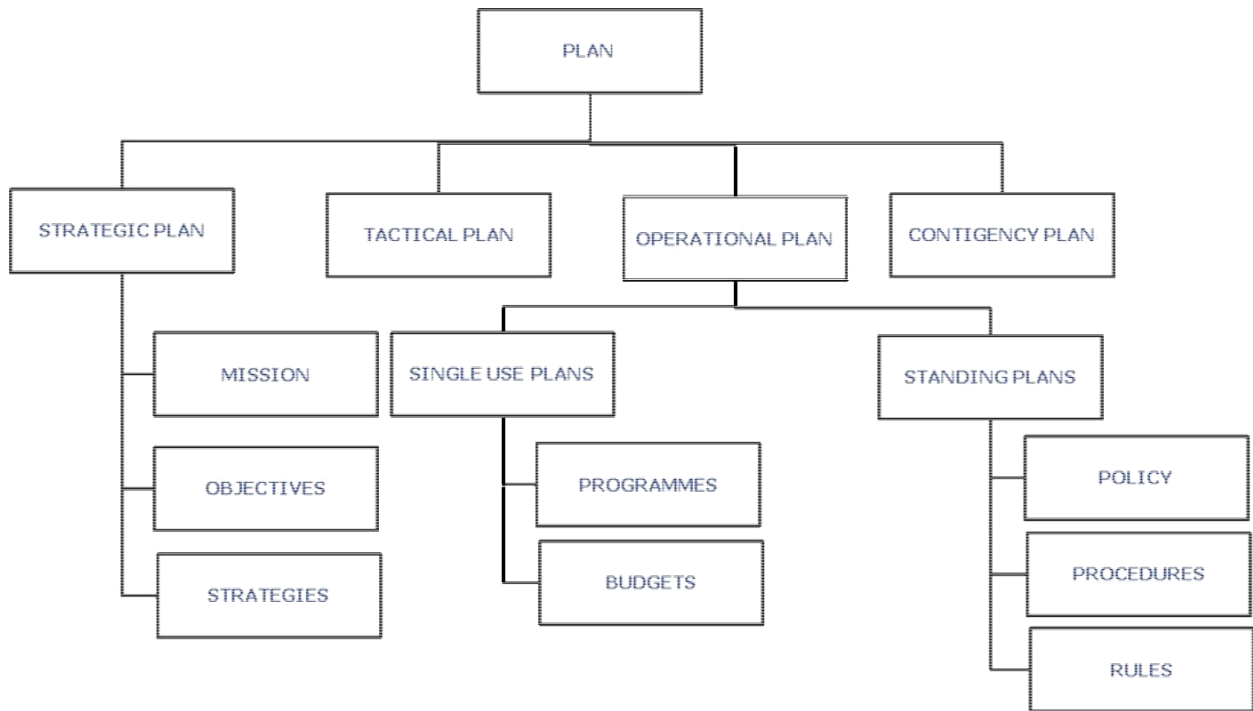 PLAN
STRATEGIC PLAN
TACTICAL PLAN
OPERATIONAL PLAN
CONTIGENCY PLAN
MISSION
OBJECTIVES
STRATEGIES
SINGLE USE PLANS
PROGRAMMES
BUDGETS
STANDING PLANS
POLICY
PROCEDURES
RULES